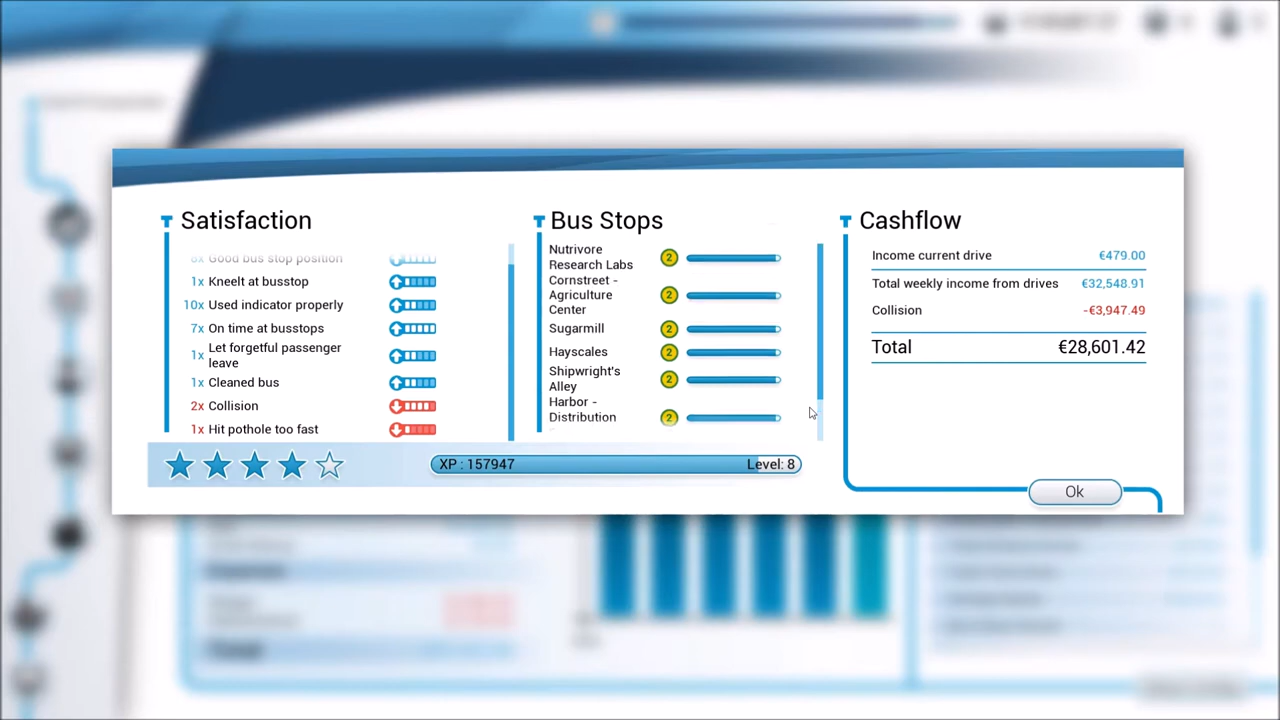 Satisfaction
8x Good bus stop position
1x Kneelt at busstop
10x Used indicator properly
7x On time at busstops
1x Let forgetful passenger
leave
1x Cleaned bus
2x Collision
1x Hit pothole too fast
XP : 157947
Level: 8
Bus Stops
Nutrivore
Research Labs
2
Cornstreet -
Agriculture
Center
2
Sugarmill
2
Hayscales
2
Shipwright's
Alley
2
Harbor -
Distribution
2
Cashflow
Income current drive €479.00
Total weekly income from drives €32,548.91
Collision -€3,947.49
Total €28,601.42
Ok